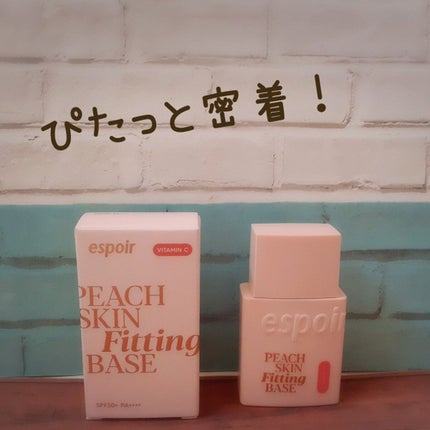 ぴたっと密着！
espoir
VITAMIN C
PEACH
SKIN
Fitting
BASE
SPF50+ PA++++
espoir
PEACH
SKIN
Fitting
BASE